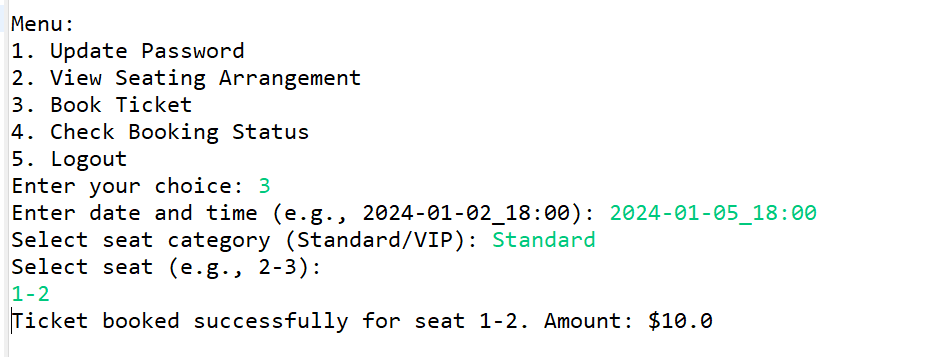 Menu:
1. Update Password
2. View Seating Arrangement
3. Book Ticket
4. Check Booking Status
5. Logout
Enter your choice: 3
Enter date and time (e.g., 2024-01-02_18:00): 2024-01-05_18:00
Select seat category (Standard/VIP): Standard
Select seat (e.g., 2-3):
1-2
Ticket booked successfully for seat 1-2. Amount: $10.0